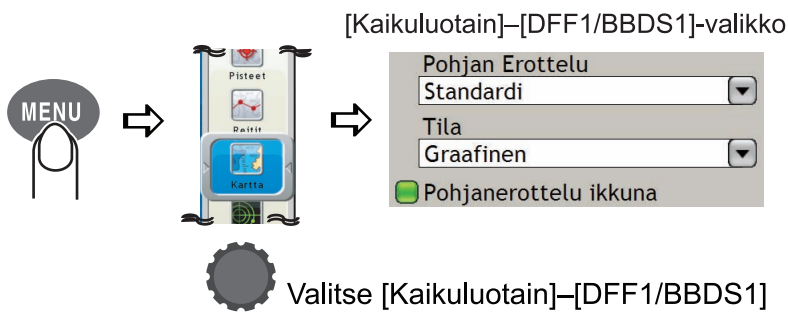 [Kaikuluotain]–[DFF1/BBDS1]-valikko
MENU
Pisteet
Reitit
Kartta
Pohjan Erottelu
Standardi
Tila
Graafinen
Pohjanerottelu ikkuna
Valitse [Kaikuluotain]–[DFF1/BBDS1]